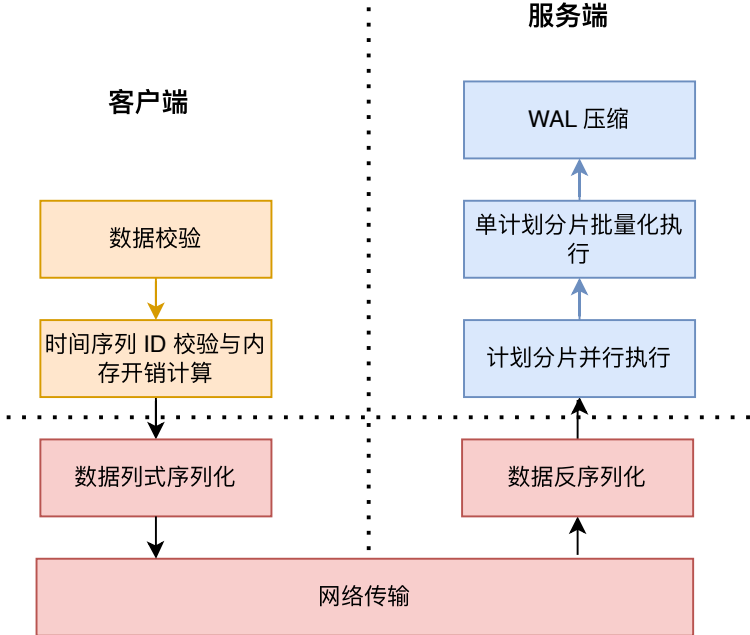 服务端
客户端
WAL 压缩
数据校验
单计划分片批量化执
行
时间序列 ID 校验与内
存开销计算
计划分片并行执行
数据列式序列化
数据反序列化
网络传输